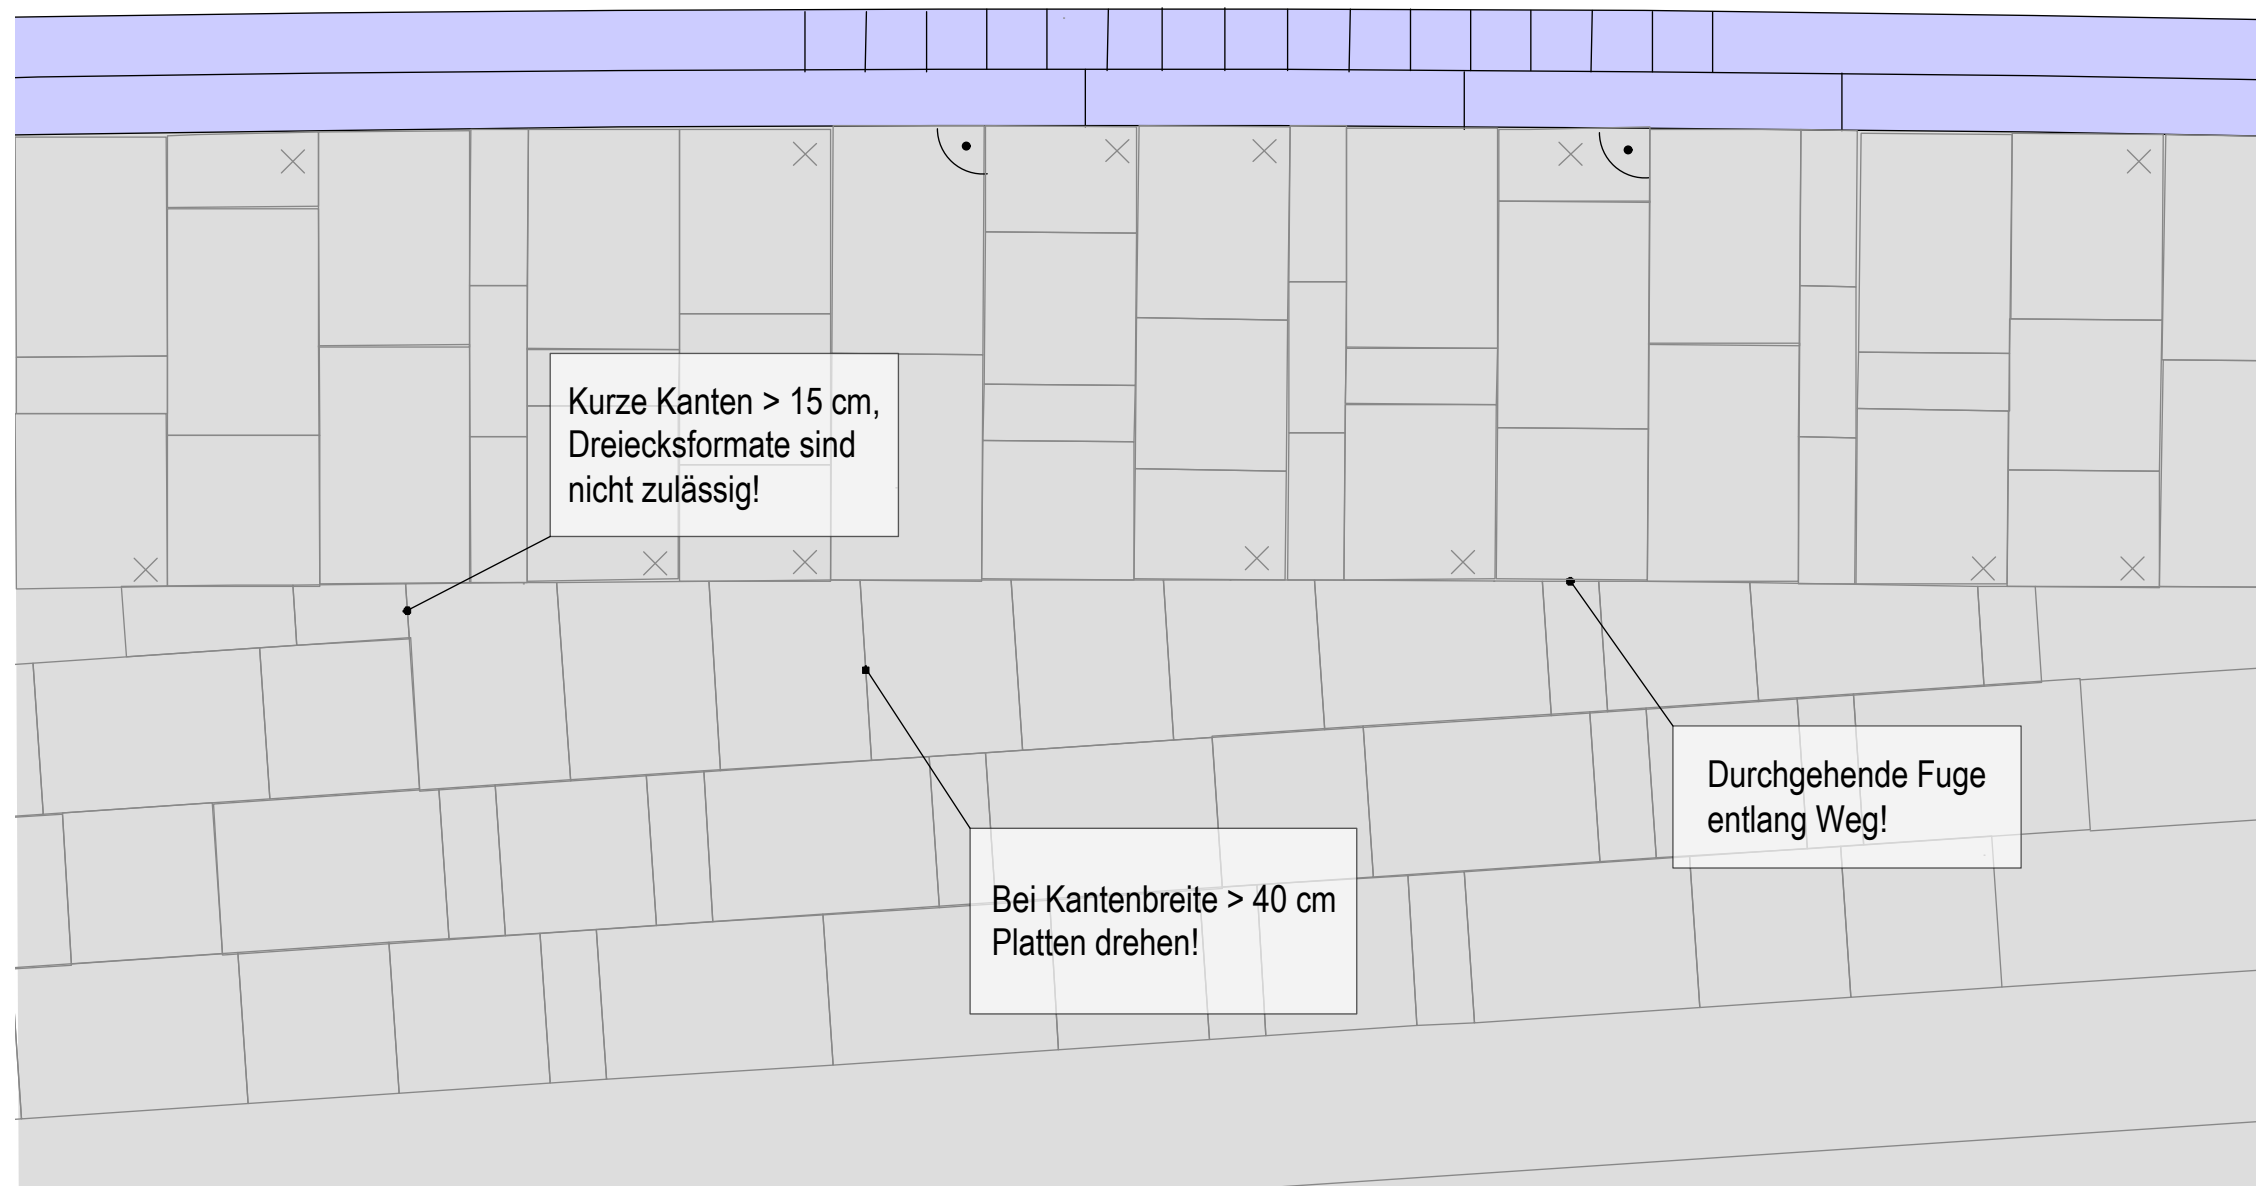 Kurze Kanten > 15 cm,
Dreiecksformate sind
nicht zulässig!
Durchgehende Fuge
entlang Weg!
Bei Kantenbreite > 40 cm
Platten drehen!